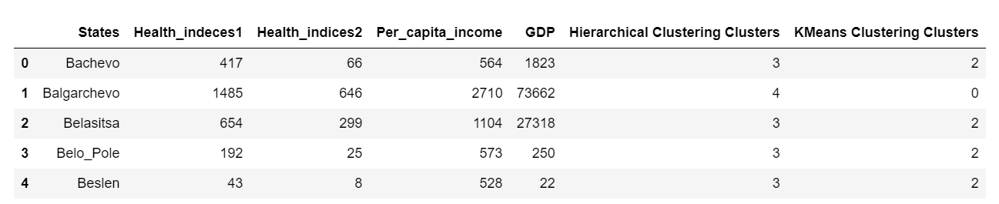 States Health_indeces1 Health_indices2 Per_capita_income GDP Hierarchical Clustering Clusters KMeans Clustering Clusters
0 Bachevo 417 66 564 1823 3 2
1 Balgarchevo 1485 646 2710 73662 4 0
2 Belasitsa 654 299 1104 27318 3 2
3 Belo_Pole 192 25 573 250 3 2
4 Beslen 43 8 528 22 3 2